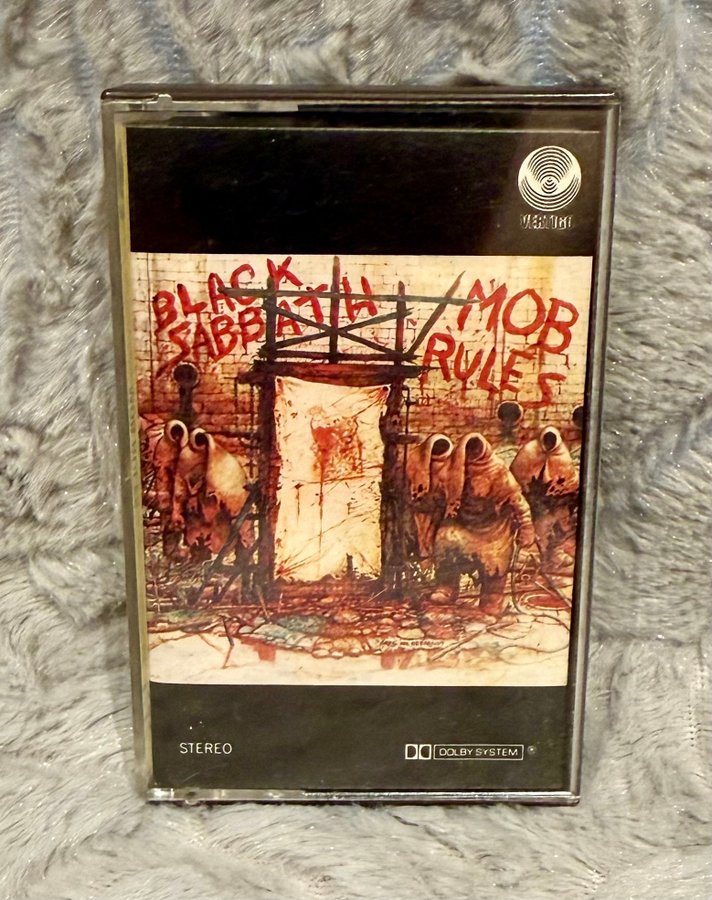 VERTIGO
BLACK
SABBATH
MOB
RULES
STEREO
DOLBY SYSTEM